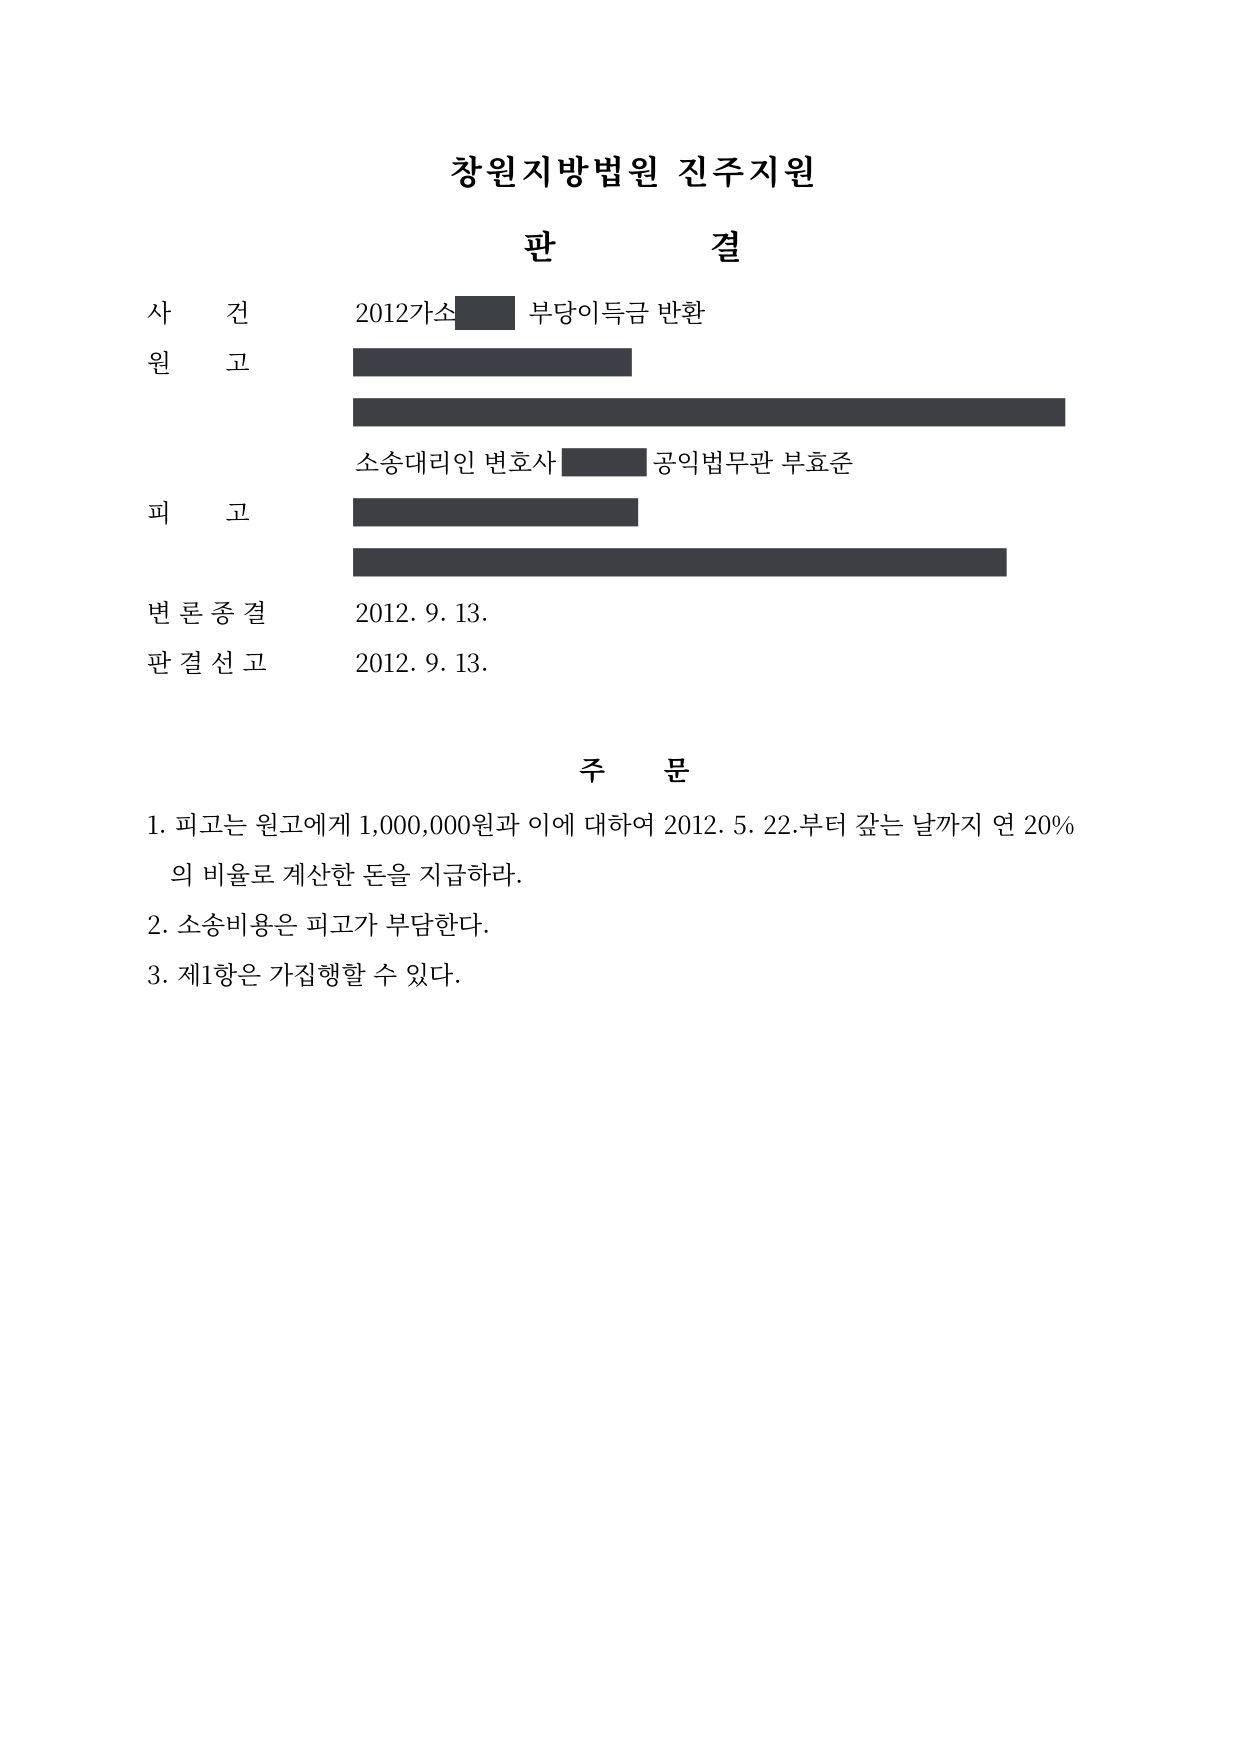 창원지방법원 진주지원
판 결
사 건 2012가소 부당이득금 반환
원 고
소송대리인 변호사 공익법무관 부효준
피 고
변 론 종 결 2012. 9. 13.
판 결 선 고 2012. 9. 13.
주 문
1. 피고는 원고에게 1,000,000원과 이에 대하여 2012. 5. 22.부터 갚는 날까지 연 20%
의 비율로 계산한 돈을 지급하라.
2. 소송비용은 피고가 부담한다.
3. 제1항은 가집행할 수 있다.